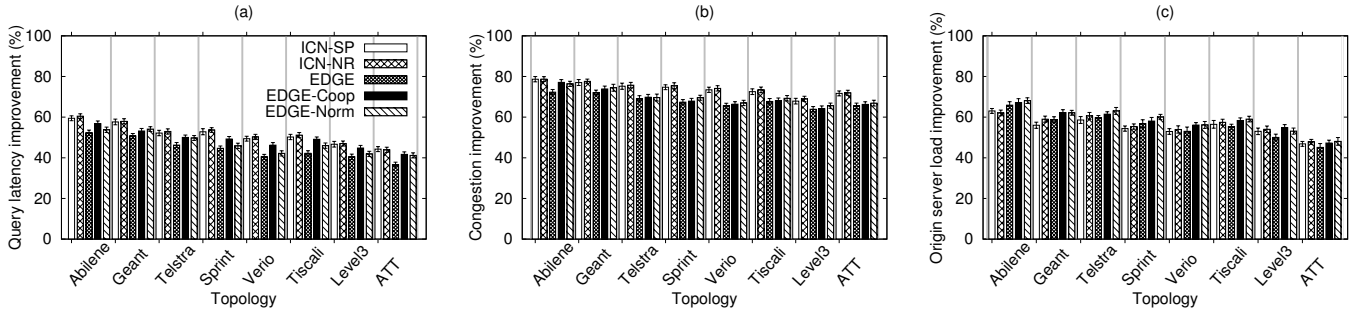 (a)
Query latency improvement (%)
100
80
60
40
20
0
ICN-SP
ICN-NR
EDGE
EDGE-Coop
EDGE-Norm
Abilene
Geant
Telstra
Sprint
Verio
Tiscali
Level3
ATT
Topology
(b)
Congestion improvement (%)
100
80
60
40
20
0
Abilene
Geant
Telstra
Sprint
Verio
Tiscali
Level3
ATT
Topology
(c)
Origin server load improvement (%)
100
80
60
40
20
0
Abilene
Geant
Telstra
Sprint
Verio
Tiscali
Level3
ATT
Topology